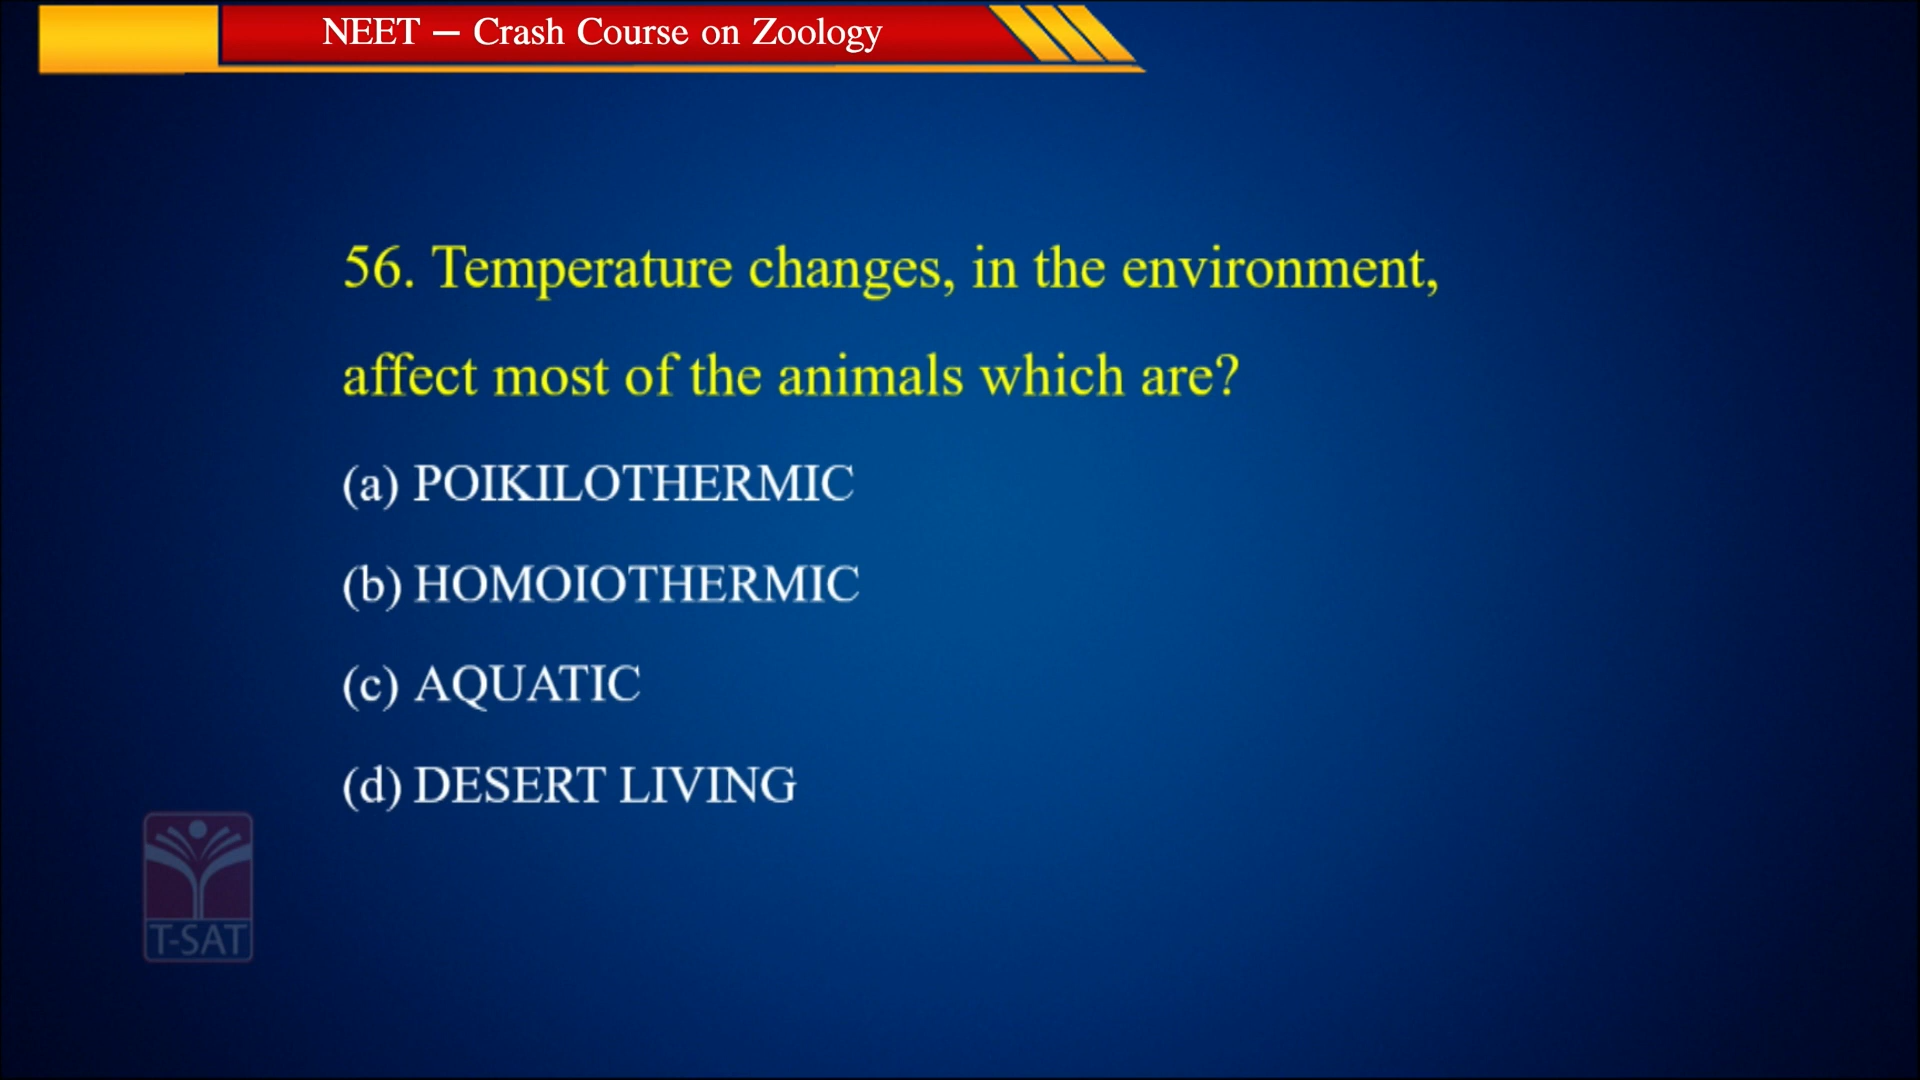 NEET — Crash Course on Zoology
56. Temperature changes, in the environment,
affect most of the animals which are?
(a) POIKILOTHERMIC
(b) HOMOIOTHERMIC
(c) AQUATIC
(d) DESERT LIVING
T-SAT